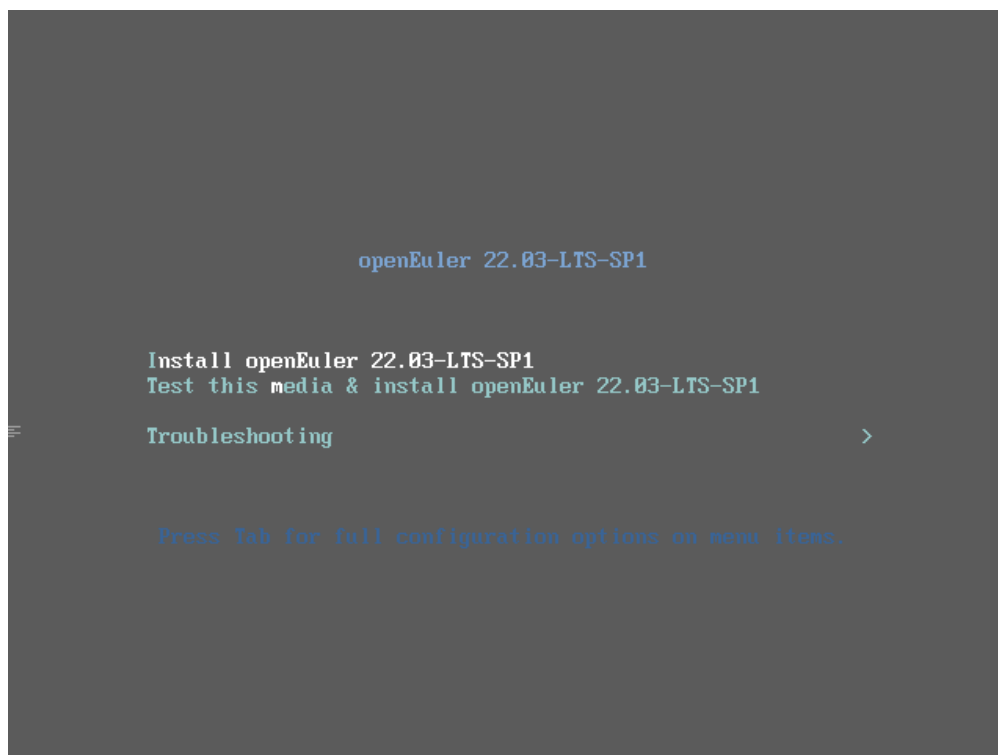 openEuler 22.03-LTS-SP1
Install openEuler 22.03-LTS-SP1
Test this media & install openEuler 22.03-LTS-SP1
Troubleshooting >
Press Tab for full configuration options on menu items.